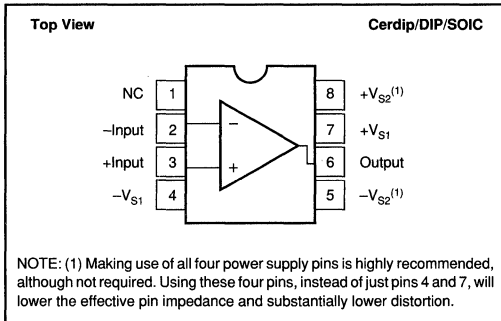 Top View Cerdip/DIP/SOIC
NC 1 8 +VS2(1)
–Input 2 – 7 +VS1
+Input 3 + 6 Output
–VS1 4 5 –VS2(1)
NOTE: (1) Making use of all four power supply pins is highly recommended,
although not required. Using these four pins, instead of just pins 4 and 7, will
lower the effective pin impedance and substantially lower distortion.